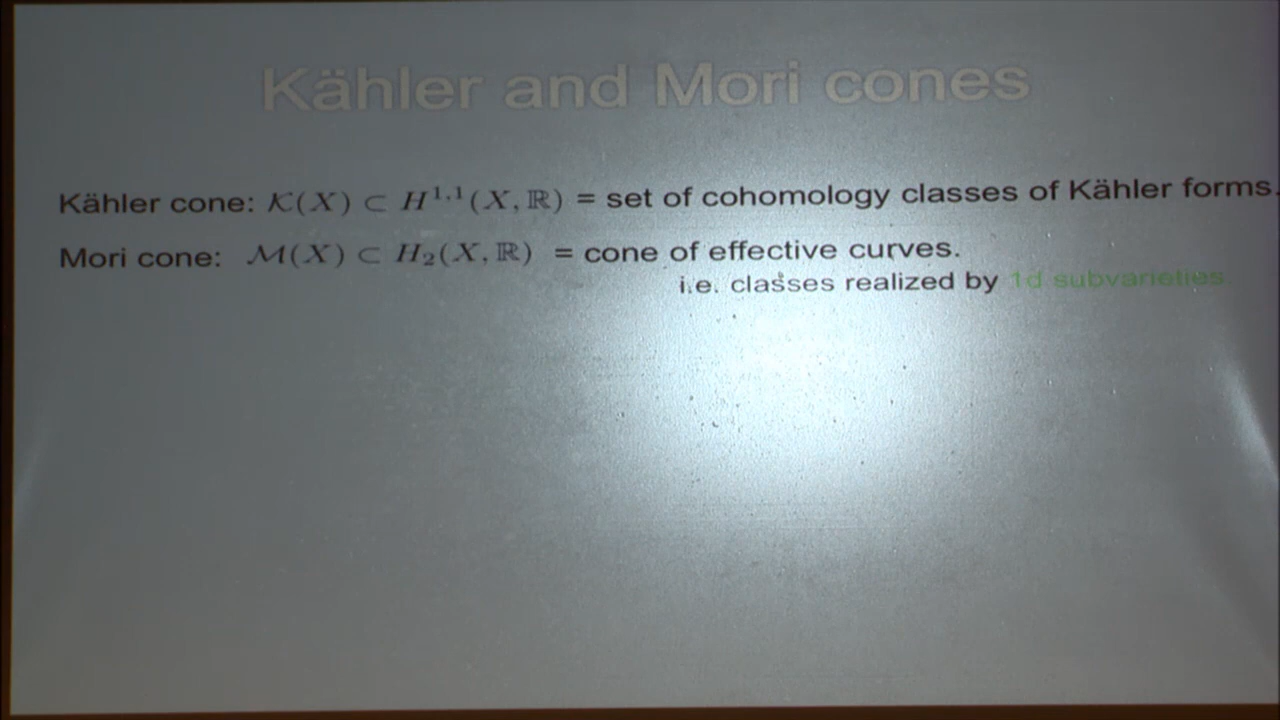 Kähler and Mori cones
Kähler cone: 𝒦(X) ⊂ H^{1,1}(X, ℝ) = set of cohomology classes of Kähler forms.
Mori cone: ℳ(X) ⊂ H₂(X, ℝ) = cone of effective curves.
i.e. classes realized by 1d subvarieties.